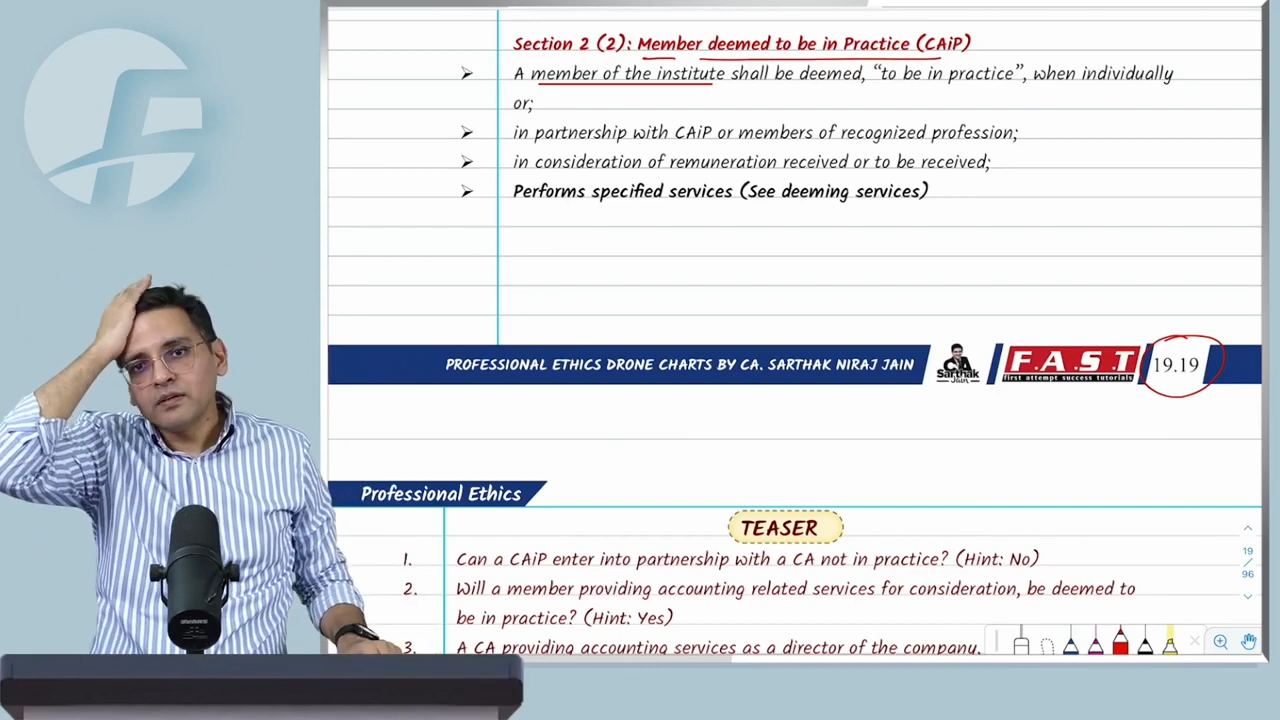 Section 2 (2): Member deemed to be in Practice (CAiP)
➤ A member of the institute shall be deemed, “to be in practice”, when individually
or;
➤ in partnership with CAiP or members of recognized profession;
➤ in consideration of remuneration received or to be received;
➤ Performs specified services (See deeming services)
PROFESSIONAL ETHICS DRONE CHARTS BY CA. SARTHAK NIRAJ JAIN
Sarthak
Jain
F.A.S.T
first attempt success tutorials
19.19
Professional Ethics
TEASER
1. Can a CAiP enter into partnership with a CA not in practice? (Hint: No)
2. Will a member providing accounting related services for consideration, be deemed to
be in practice? (Hint: Yes)
3. A CA providing accounting services as a director of the company.
19
/
96